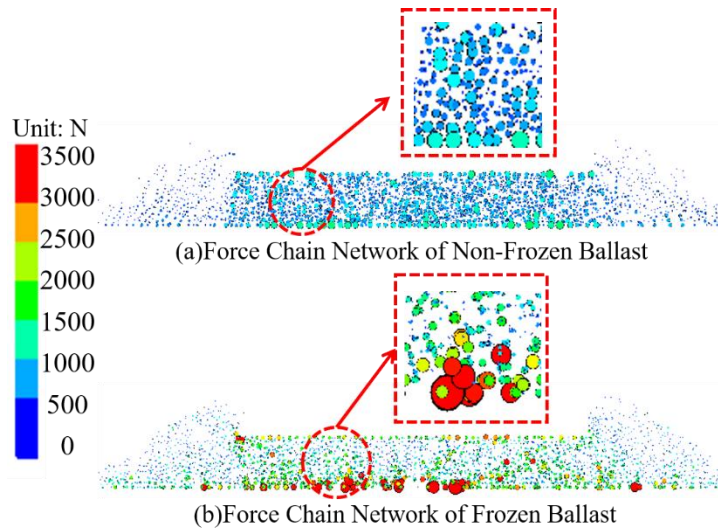 Unit: N
3500
3000
2500
2000
1500
1000
500
0
(a)Force Chain Network of Non-Frozen Ballast
(b)Force Chain Network of Frozen Ballast